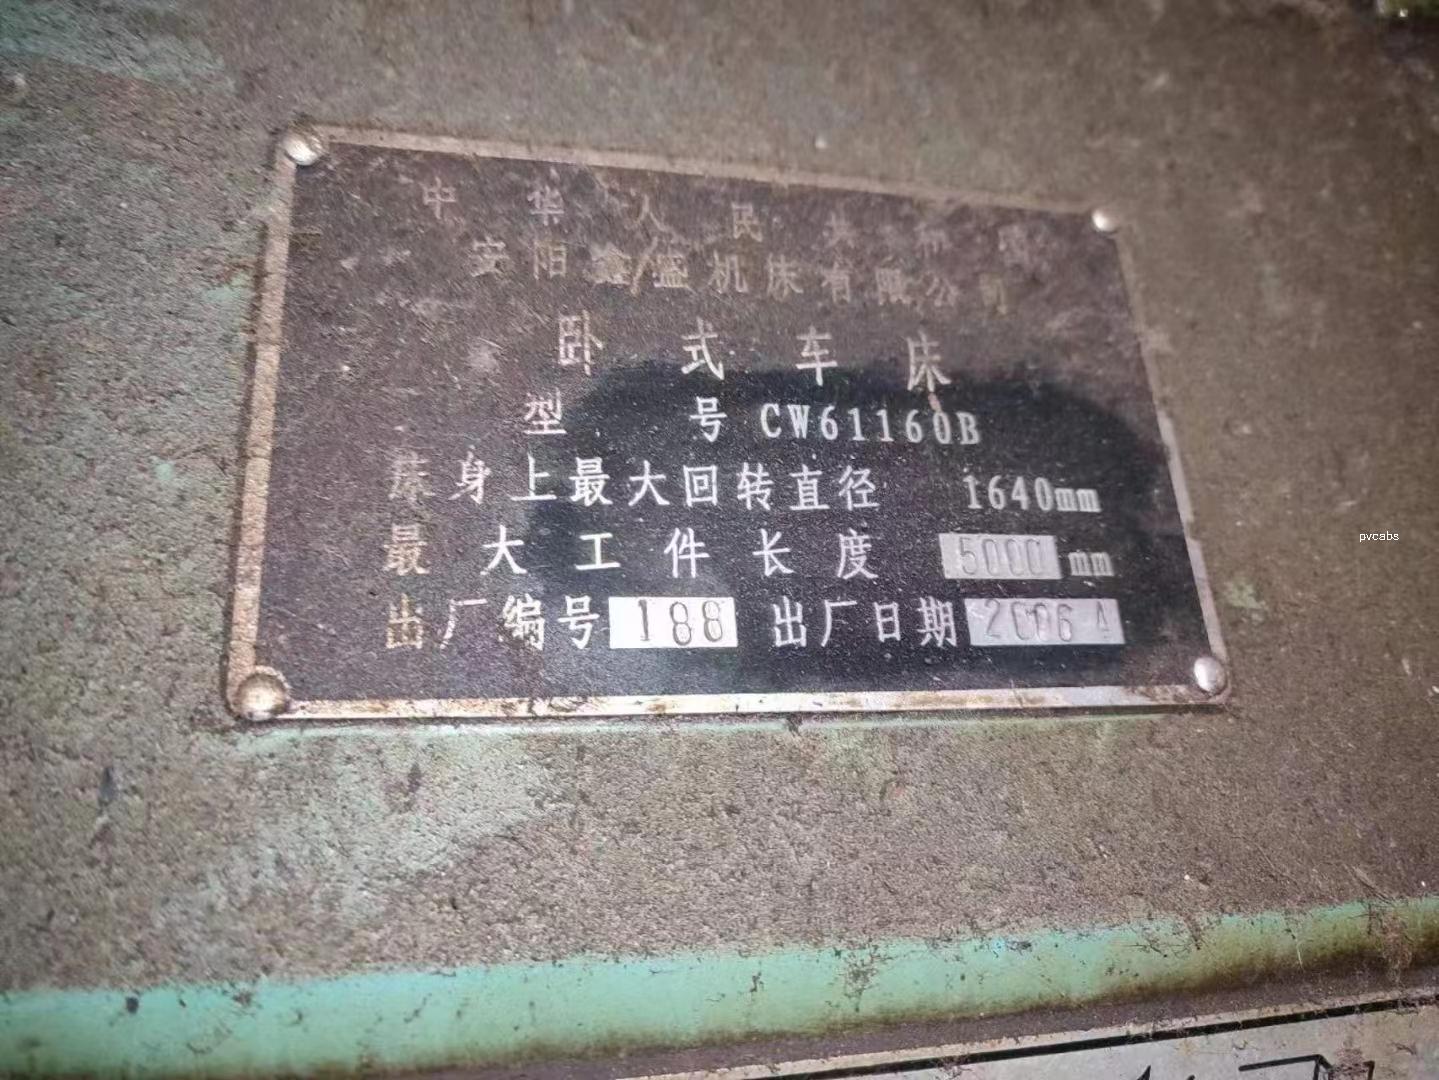 中华人民共和国
安阳鑫盛机床有限公司
卧式车床
型号 CW61160B
床身上最大回转直径 1640mm
最大工件长度 5000 mm
出厂编号 188 出厂日期 2006 4
pvcabs